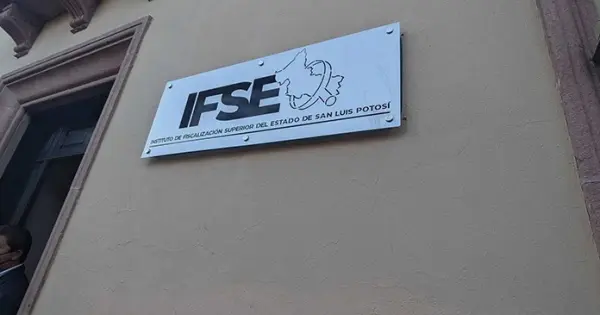 IFSE
INSTITUTO DE FISCALIZACIÓN SUPERIOR DEL ESTADO DE SAN LUIS POTOSÍ